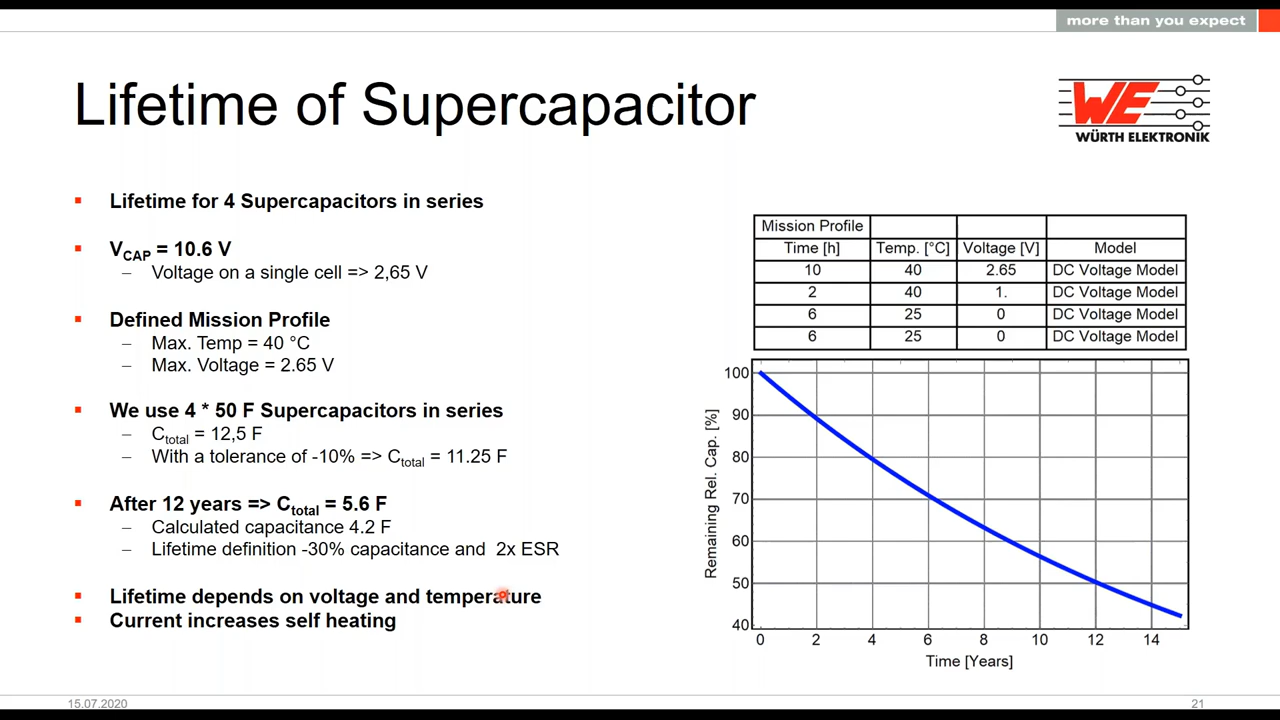 more than you expect
Lifetime of Supercapacitor
WE
WÜRTH ELEKTRONIK
▪ Lifetime for 4 Supercapacitors in series
▪ VCAP = 10.6 V
– Voltage on a single cell => 2,65 V
▪ Defined Mission Profile
– Max. Temp = 40 °C
– Max. Voltage = 2.65 V
▪ We use 4 * 50 F Supercapacitors in series
– Ctotal = 12,5 F
– With a tolerance of -10% => Ctotal = 11.25 F
▪ After 12 years => Ctotal = 5.6 F
– Calculated capacitance 4.2 F
– Lifetime definition -30% capacitance and 2x ESR
▪ Lifetime depends on voltage and temperature
▪ Current increases self heating
Mission Profile
Time [h] Temp. [°C] Voltage [V] Model
10 40 2.65 DC Voltage Model
2 40 1. DC Voltage Model
6 25 0 DC Voltage Model
6 25 0 DC Voltage Model
Remaining Rel. Cap. [%]
100
90
80
70
60
50
40
0 2 4 6 8 10 12 14
Time [Years]
15.07.2020
21